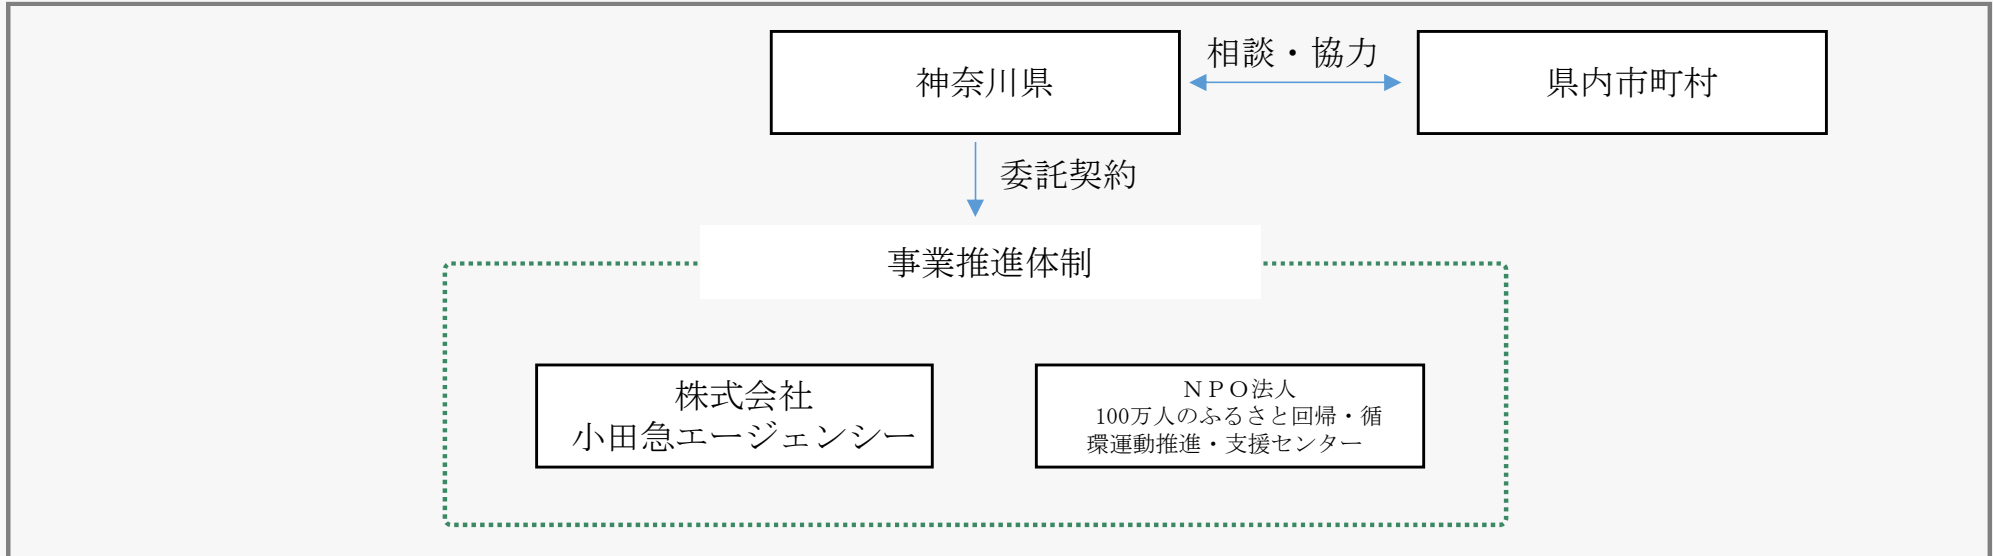 神奈川県
相談・協力
県内市町村
委託契約
事業推進体制
株式会社
小田急エージェンシー
ＮＰＯ法人
100万人のふるさと回帰・循
環運動推進・支援センター